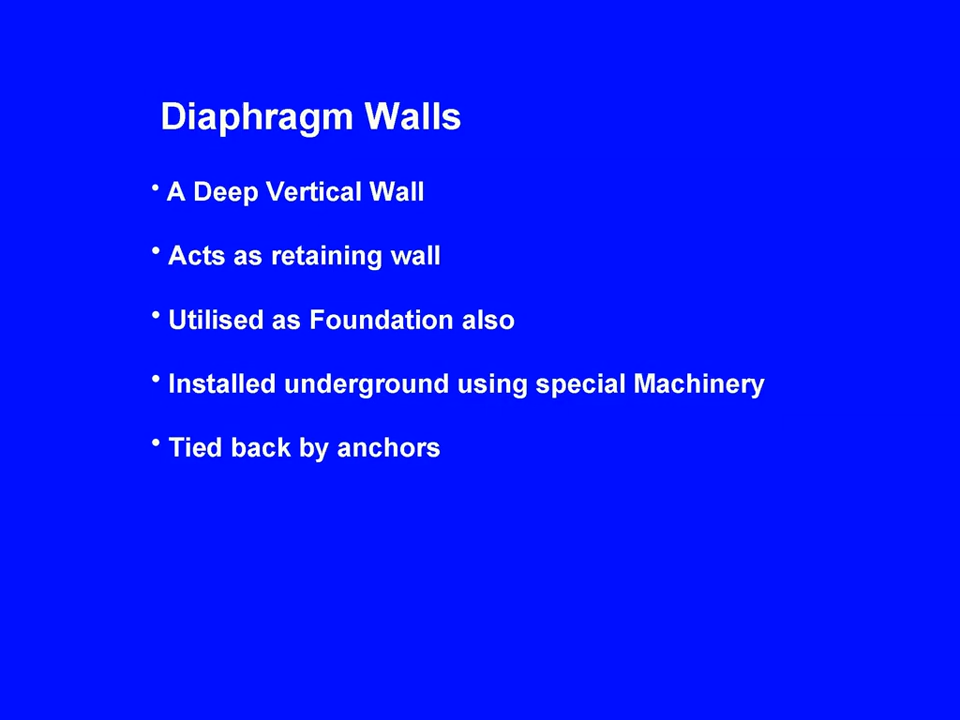 Diaphragm Walls
• A Deep Vertical Wall
• Acts as retaining wall
• Utilised as Foundation also
• Installed underground using special Machinery
• Tied back by anchors